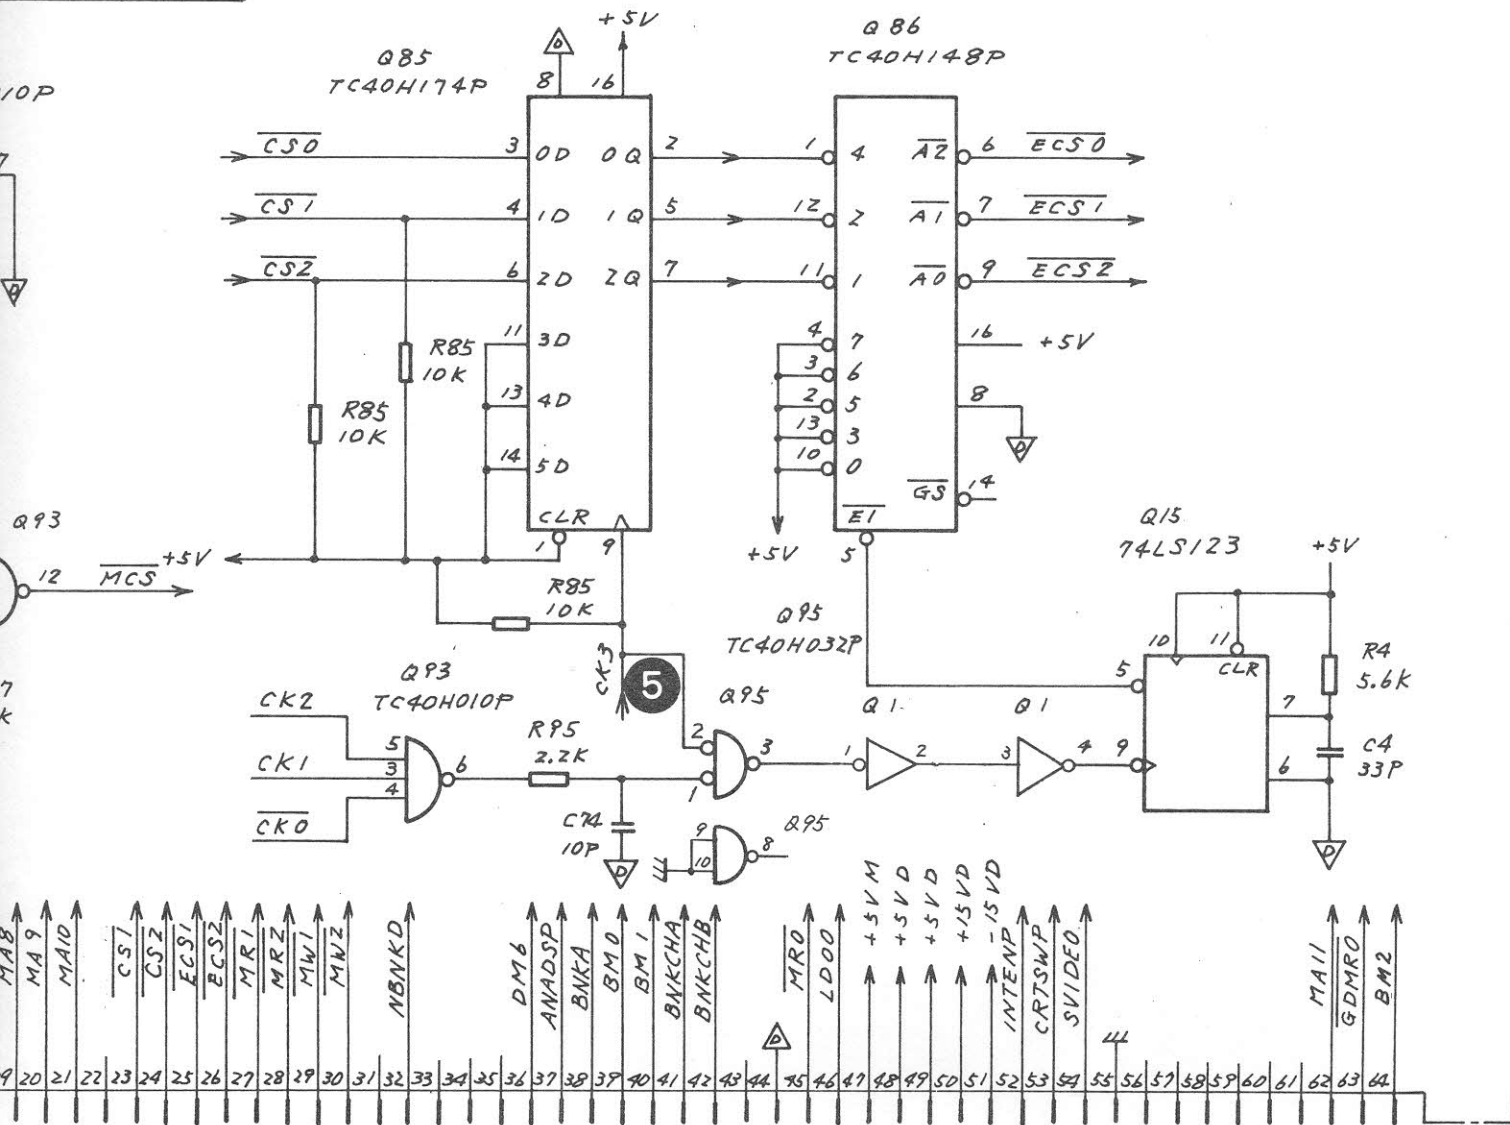 +5V
Q86
TC40H148P
Q85
TC40H174P
10P
8 16
CS0 3 0D 0Q 2 1 4 A2 6 ECS0
CS1 4 1D 1Q 5 12 2 A1 7 ECS1
CS2 6 2D 2Q 7 11 1 A0 9 ECS2
11 3D 4 7 16 +5V
R85 10K
3 6
13 4D 2 5 8
R85 10K
13 3
14 5D 10 0
GS 14
CLR EI
Q93
1 9 +5V 5
Q15
74LS123
+5V
+5V
12 MCS
R85
10K
Q95
TC40H032P
10 11
CLR
R4
5.6K
CK3
5
5
7
Q93
TC40H010P
Q95
Q1
Q1
CK2
5
CK1
3
CK0
4
6
R95
2.2K
2
1
3
1 2
3 4 9
6
C4
33P
C74
10P
9
10
8
Q95
MA8
MA9
MA10
CS1
CS2
ECS1
ECS2
MR1
MR2
MW1
MW2
NBNKD
DM6
ANADSP
BNKA
BM0
BM1
BNKCHA
BNKCHB
MR0
LD00
+5VM
+5VD
+5VD
+15VD
-15VD
INTENP
CRTSWP
SVIDEO
MA11
GDMR0
BM2
9 20 21 22 23 24 25 26 27 28 29 30 31 32 33 34 35 36 37 38 39 40 41 42 43 44 45 46 47 48 49 50 51 52 53 54 55 56 57 58 59 60 61 62 63 64